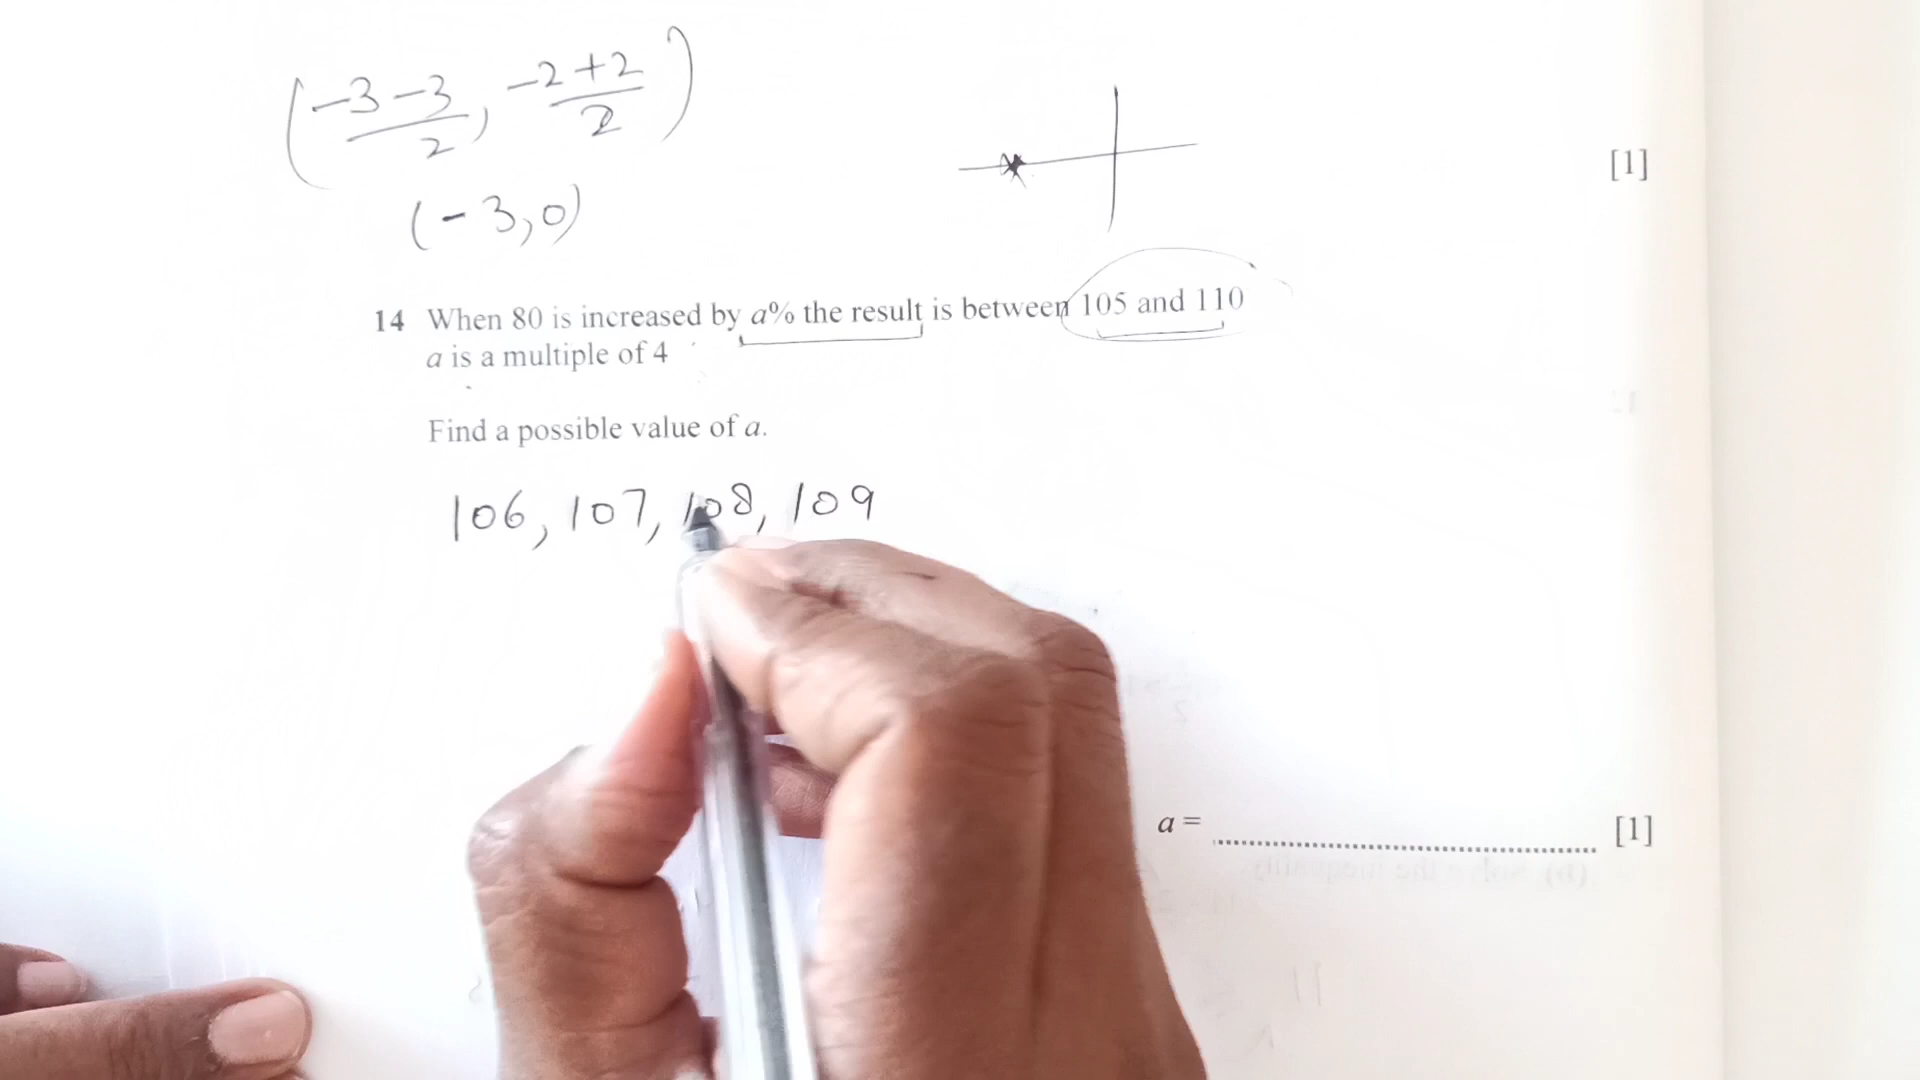 (-3-3/2, -2+2/2)
[1]
(-3,0)
14 When 80 is increased by a% the result is between 105 and 110
a is a multiple of 4
Find a possible value of a.
106, 107, 108, 109
a = ........................................ [1]